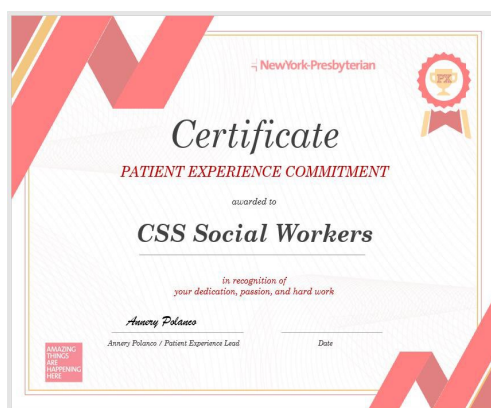 NewYork-Presbyterian
PX
Certificate
PATIENT EXPERIENCE COMMITMENT
awarded to
CSS Social Workers
in recognition of
your dedication, passion, and hard work
Annery Polanco
Annery Polanco / Patient Experience Lead
Date
AMAZING
THINGS
ARE
HAPPENING
HERE